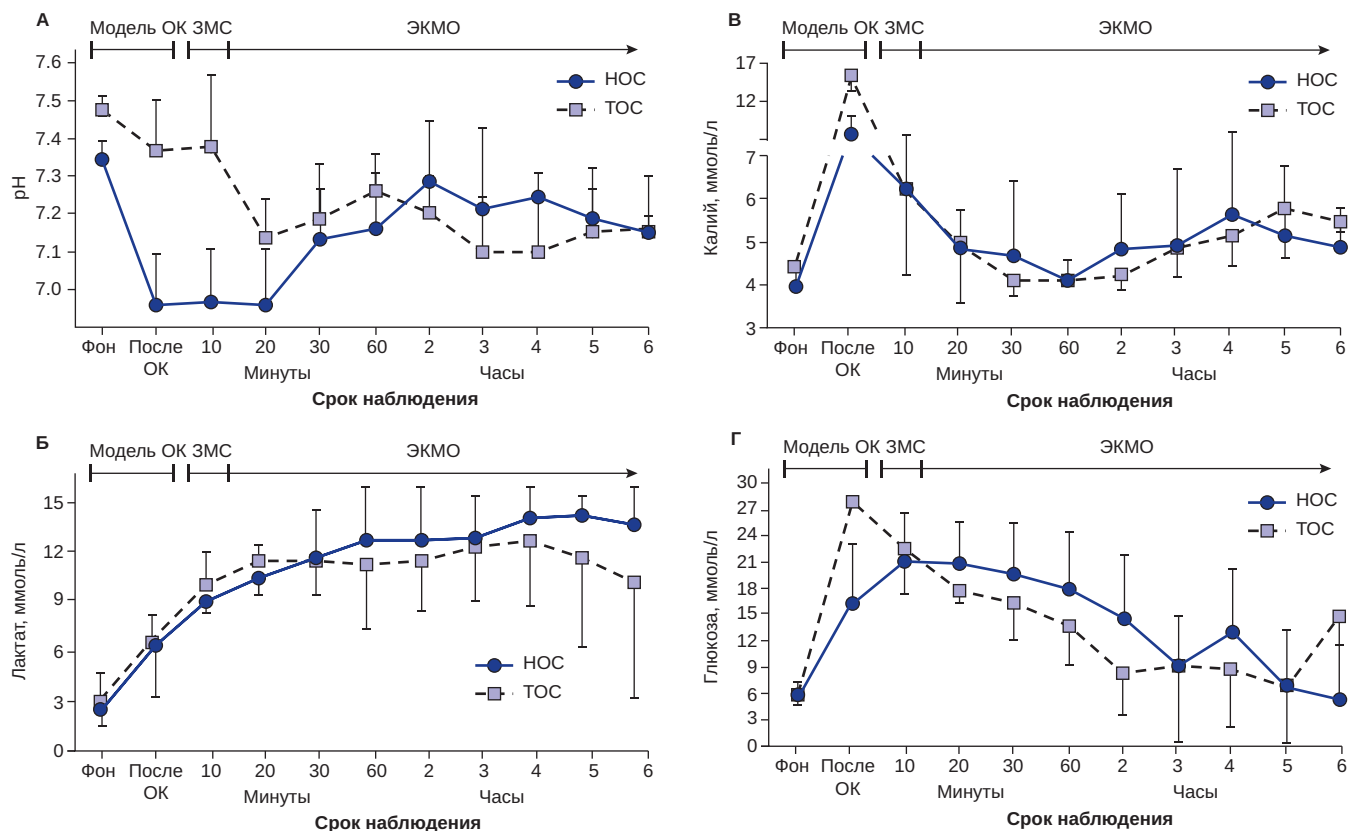 А
Модель ОК ЗМС ЭКМО
7.6
7.5
7.4
7.3
7.2
7.1
7.0
pH
НОС
ТОС
Фон После ОК 10 20 30 60 2 3 4 5 6
Минуты Часы
Срок наблюдения
В
Модель ОК ЗМС ЭКМО
17
12
7
6
5
4
3
Калий, ммоль/л
НОС
ТОС
Фон После ОК 10 20 30 60 2 3 4 5 6
Минуты Часы
Срок наблюдения
Б
Модель ОК ЗМС ЭКМО
15
12
9
6
3
0
Лактат, ммоль/л
НОС
ТОС
Фон После ОК 10 20 30 60 2 3 4 5 6
Минуты Часы
Срок наблюдения
Г
Модель ОК ЗМС ЭКМО
30
27
24
21
18
15
12
9
6
3
0
Глюкоза, ммоль/л
НОС
ТОС
Фон После ОК 10 20 30 60 2 3 4 5 6
Минуты Часы
Срок наблюдения